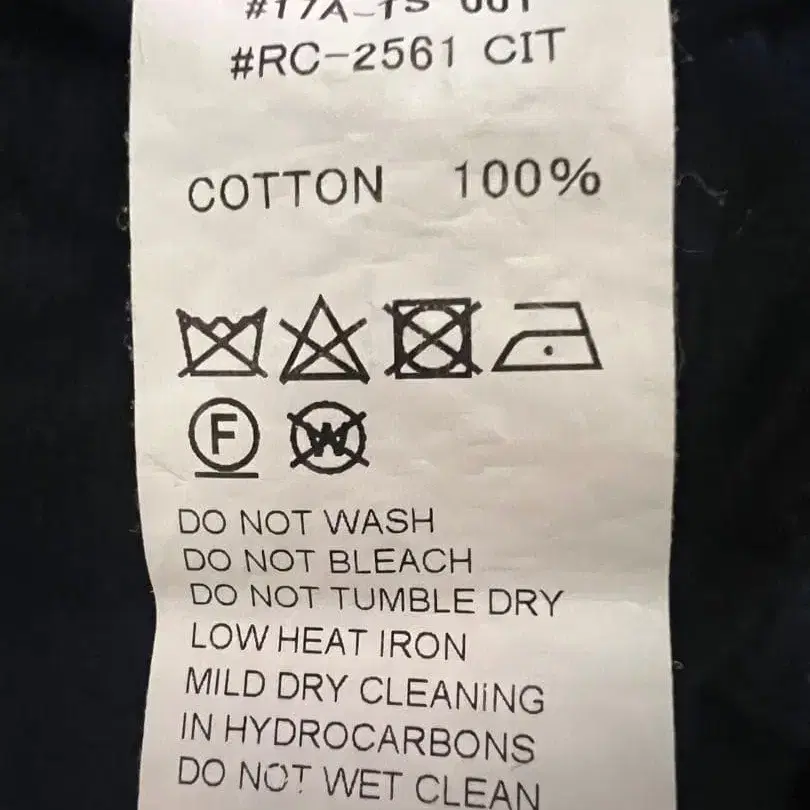 #RC-2561 CIT
COTTON 100%
F
W
DO NOT WASH
DO NOT BLEACH
DO NOT TUMBLE DRY
LOW HEAT IRON
MILD DRY CLEANING
IN HYDROCARBONS
DO NOT WET CLEAN